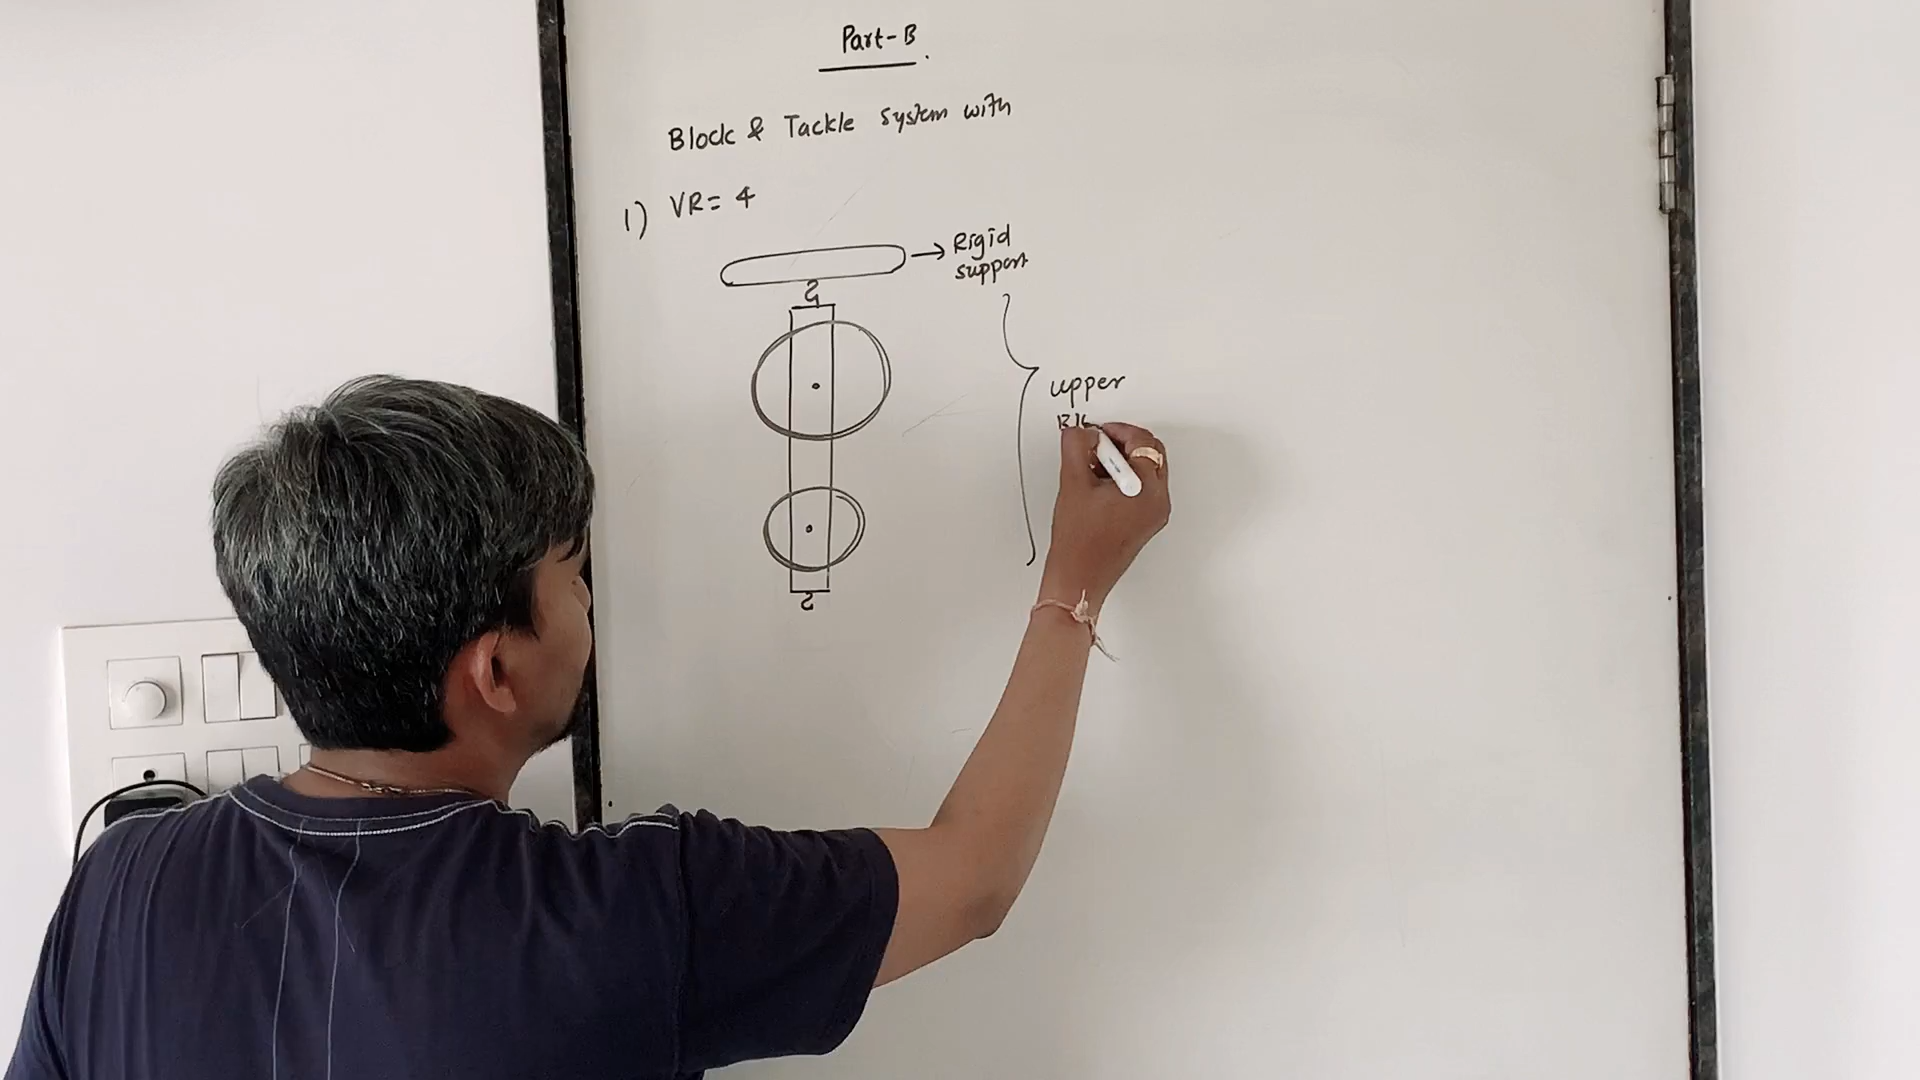 Part-B.
Block & Tackle system with
1) VR= 4
Rigid
support
upper